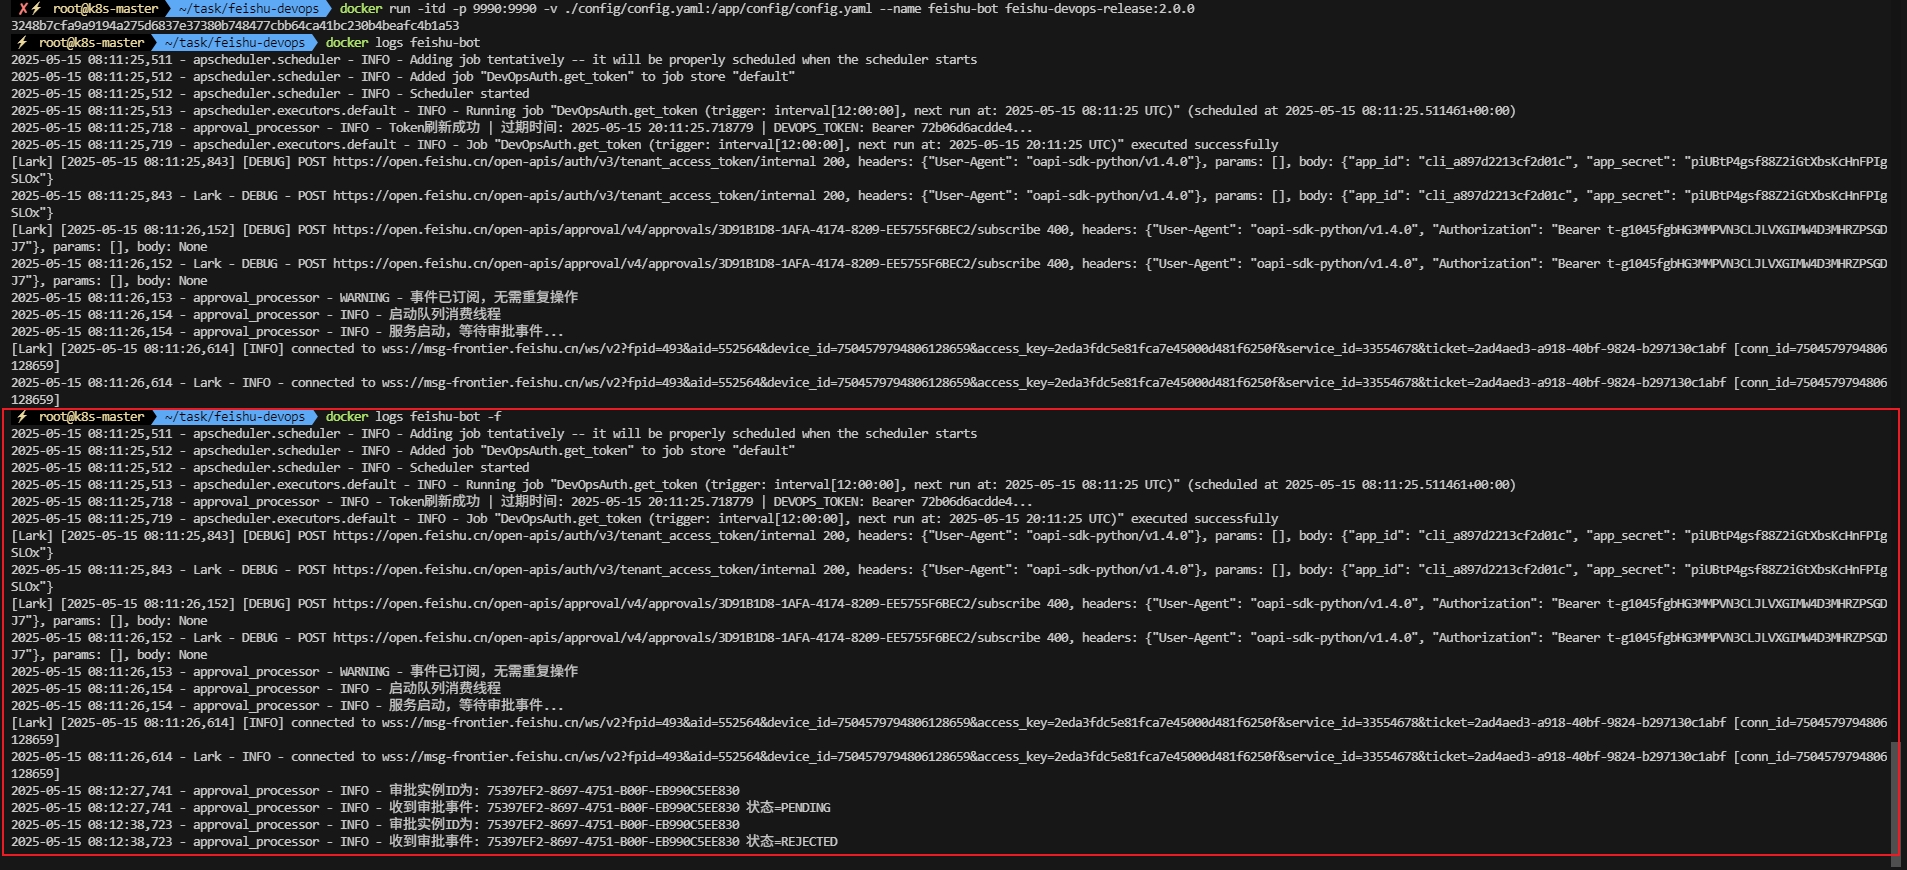 ✗⚡ root@k8s-master ~/task/feishu-devops docker run -itd -p 9990:9990 -v ./config/config.yaml:/app/config/config.yaml --name feishu-bot feishu-devops-release:2.0.0
3248b7cfa9a9194a275d6837e37380b748477cbb64ca41bc230b4beafc4b1a53
⚡ root@k8s-master ~/task/feishu-devops docker logs feishu-bot
2025-05-15 08:11:25,511 - apscheduler.scheduler - INFO - Adding job tentatively -- it will be properly scheduled when the scheduler starts
2025-05-15 08:11:25,512 - apscheduler.scheduler - INFO - Added job "DevOpsAuth.get_token" to job store "default"
2025-05-15 08:11:25,512 - apscheduler.scheduler - INFO - Scheduler started
2025-05-15 08:11:25,513 - apscheduler.executors.default - INFO - Running job "DevOpsAuth.get_token (trigger: interval[12:00:00], next run at: 2025-05-15 08:11:25 UTC)" (scheduled at 2025-05-15 08:11:25.511461+00:00)
2025-05-15 08:11:25,718 - approval_processor - INFO - Token刷新成功 | 过期时间: 2025-05-15 20:11:25.718779 | DEVOPS_TOKEN: Bearer 72b06d6acdde4...
2025-05-15 08:11:25,719 - apscheduler.executors.default - INFO - Job "DevOpsAuth.get_token (trigger: interval[12:00:00], next run at: 2025-05-15 20:11:25 UTC)" executed successfully
[Lark] [2025-05-15 08:11:25,843] [DEBUG] POST https://open.feishu.cn/open-apis/auth/v3/tenant_access_token/internal 200, headers: {"User-Agent": "oapi-sdk-python/v1.4.0"}, params: [], body: {"app_id": "cli_a897d2213cf2d01c", "app_secret": "piUBtP4gsf88Z2iGtXbsKcHnFPIg
SLOx"}
2025-05-15 08:11:25,843 - Lark - DEBUG - POST https://open.feishu.cn/open-apis/auth/v3/tenant_access_token/internal 200, headers: {"User-Agent": "oapi-sdk-python/v1.4.0"}, params: [], body: {"app_id": "cli_a897d2213cf2d01c", "app_secret": "piUBtP4gsf88Z2iGtXbsKcHnFPIg
SLOx"}
[Lark] [2025-05-15 08:11:26,152] [DEBUG] POST https://open.feishu.cn/open-apis/approval/v4/approvals/3D91B1D8-1AFA-4174-8209-EE5755F6BEC2/subscribe 400, headers: {"User-Agent": "oapi-sdk-python/v1.4.0", "Authorization": "Bearer t-g1045fgbHG3MMPVN3CLJLVXGIMW4D3MHRZPSGD
J7"}, params: [], body: None
2025-05-15 08:11:26,152 - Lark - DEBUG - POST https://open.feishu.cn/open-apis/approval/v4/approvals/3D91B1D8-1AFA-4174-8209-EE5755F6BEC2/subscribe 400, headers: {"User-Agent": "oapi-sdk-python/v1.4.0", "Authorization": "Bearer t-g1045fgbHG3MMPVN3CLJLVXGIMW4D3MHRZPSGD
J7"}, params: [], body: None
2025-05-15 08:11:26,153 - approval_processor - WARNING - 事件已订阅，无需重复操作
2025-05-15 08:11:26,154 - approval_processor - INFO - 启动队列消费线程
2025-05-15 08:11:26,154 - approval_processor - INFO - 服务启动，等待审批事件...
[Lark] [2025-05-15 08:11:26,614] [INFO] connected to wss://msg-frontier.feishu.cn/ws/v2?fpid=493&aid=552564&device_id=7504579794806128659&access_key=2eda3fdc5e81fca7e45000d481f6250f&service_id=33554678&ticket=2ad4aed3-a918-40bf-9824-b297130c1abf [conn_id=7504579794806
128659]
2025-05-15 08:11:26,614 - Lark - INFO - connected to wss://msg-frontier.feishu.cn/ws/v2?fpid=493&aid=552564&device_id=7504579794806128659&access_key=2eda3fdc5e81fca7e45000d481f6250f&service_id=33554678&ticket=2ad4aed3-a918-40bf-9824-b297130c1abf [conn_id=7504579794806
128659]
⚡ root@k8s-master ~/task/feishu-devops docker logs feishu-bot -f
2025-05-15 08:11:25,511 - apscheduler.scheduler - INFO - Adding job tentatively -- it will be properly scheduled when the scheduler starts
2025-05-15 08:11:25,512 - apscheduler.scheduler - INFO - Added job "DevOpsAuth.get_token" to job store "default"
2025-05-15 08:11:25,512 - apscheduler.scheduler - INFO - Scheduler started
2025-05-15 08:11:25,513 - apscheduler.executors.default - INFO - Running job "DevOpsAuth.get_token (trigger: interval[12:00:00], next run at: 2025-05-15 08:11:25 UTC)" (scheduled at 2025-05-15 08:11:25.511461+00:00)
2025-05-15 08:11:25,718 - approval_processor - INFO - Token刷新成功 | 过期时间: 2025-05-15 20:11:25.718779 | DEVOPS_TOKEN: Bearer 72b06d6acdde4...
2025-05-15 08:11:25,719 - apscheduler.executors.default - INFO - Job "DevOpsAuth.get_token (trigger: interval[12:00:00], next run at: 2025-05-15 20:11:25 UTC)" executed successfully
[Lark] [2025-05-15 08:11:25,843] [DEBUG] POST https://open.feishu.cn/open-apis/auth/v3/tenant_access_token/internal 200, headers: {"User-Agent": "oapi-sdk-python/v1.4.0"}, params: [], body: {"app_id": "cli_a897d2213cf2d01c", "app_secret": "piUBtP4gsf88Z2iGtXbsKcHnFPIg
SLOx"}
2025-05-15 08:11:25,843 - Lark - DEBUG - POST https://open.feishu.cn/open-apis/auth/v3/tenant_access_token/internal 200, headers: {"User-Agent": "oapi-sdk-python/v1.4.0"}, params: [], body: {"app_id": "cli_a897d2213cf2d01c", "app_secret": "piUBtP4gsf88Z2iGtXbsKcHnFPIg
SLOx"}
[Lark] [2025-05-15 08:11:26,152] [DEBUG] POST https://open.feishu.cn/open-apis/approval/v4/approvals/3D91B1D8-1AFA-4174-8209-EE5755F6BEC2/subscribe 400, headers: {"User-Agent": "oapi-sdk-python/v1.4.0", "Authorization": "Bearer t-g1045fgbHG3MMPVN3CLJLVXGIMW4D3MHRZPSGD
J7"}, params: [], body: None
2025-05-15 08:11:26,152 - Lark - DEBUG - POST https://open.feishu.cn/open-apis/approval/v4/approvals/3D91B1D8-1AFA-4174-8209-EE5755F6BEC2/subscribe 400, headers: {"User-Agent": "oapi-sdk-python/v1.4.0", "Authorization": "Bearer t-g1045fgbHG3MMPVN3CLJLVXGIMW4D3MHRZPSGD
J7"}, params: [], body: None
2025-05-15 08:11:26,153 - approval_processor - WARNING - 事件已订阅，无需重复操作
2025-05-15 08:11:26,154 - approval_processor - INFO - 启动队列消费线程
2025-05-15 08:11:26,154 - approval_processor - INFO - 服务启动，等待审批事件...
[Lark] [2025-05-15 08:11:26,614] [INFO] connected to wss://msg-frontier.feishu.cn/ws/v2?fpid=493&aid=552564&device_id=7504579794806128659&access_key=2eda3fdc5e81fca7e45000d481f6250f&service_id=33554678&ticket=2ad4aed3-a918-40bf-9824-b297130c1abf [conn_id=7504579794806
128659]
2025-05-15 08:11:26,614 - Lark - INFO - connected to wss://msg-frontier.feishu.cn/ws/v2?fpid=493&aid=552564&device_id=7504579794806128659&access_key=2eda3fdc5e81fca7e45000d481f6250f&service_id=33554678&ticket=2ad4aed3-a918-40bf-9824-b297130c1abf [conn_id=7504579794806
128659]
2025-05-15 08:12:27,741 - approval_processor - INFO - 审批实例ID为: 75397EF2-8697-4751-B00F-EB990C5EE830
2025-05-15 08:12:27,741 - approval_processor - INFO - 收到审批事件: 75397EF2-8697-4751-B00F-EB990C5EE830 状态=PENDING
2025-05-15 08:12:38,723 - approval_processor - INFO - 审批实例ID为: 75397EF2-8697-4751-B00F-EB990C5EE830
2025-05-15 08:12:38,723 - approval_processor - INFO - 收到审批事件: 75397EF2-8697-4751-B00F-EB990C5EE830 状态=REJECTED